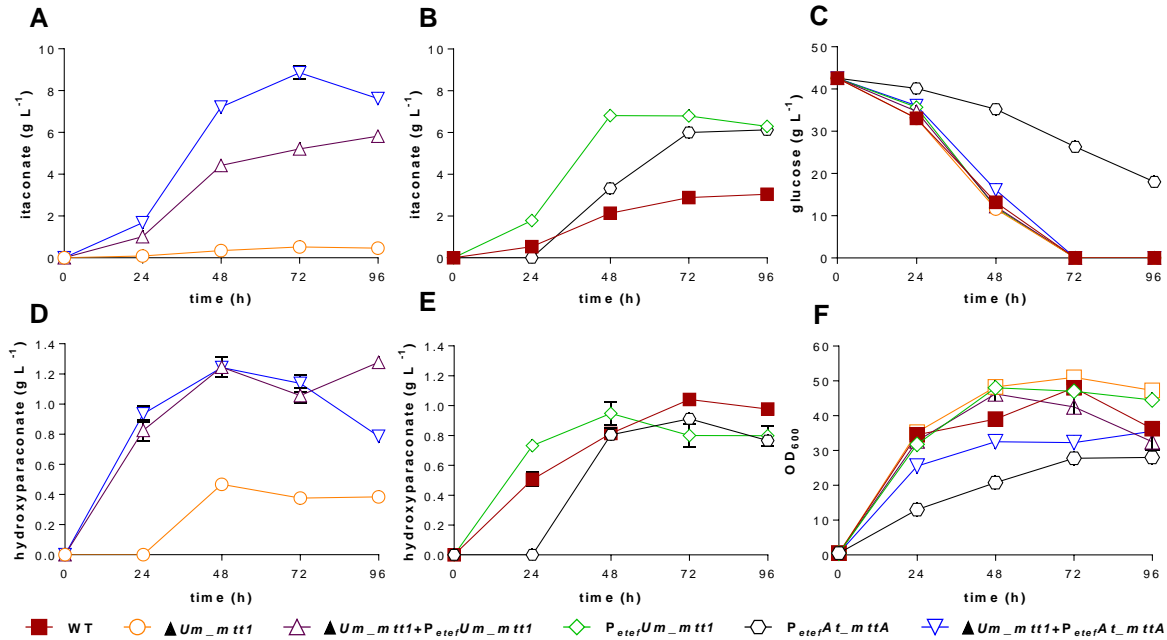 A
itaconate (g L⁻¹)
10
8
6
4
2
0
0 24 48 72 96
time (h)
B
itaconate (g L⁻¹)
10
8
6
4
2
0
0 24 48 72 96
time (h)
C
glucose (g L⁻¹)
50
40
30
20
10
0
0 24 48 72 96
time (h)
D
hydroxyparaconate (g L⁻¹)
1.4
1.2
1.0
0.8
0.6
0.4
0.2
0.0
0 24 48 72 96
time (h)
E
hydroxyparaconate (g L⁻¹)
1.4
1.2
1.0
0.8
0.6
0.4
0.2
0.0
0 24 48 72 96
time (h)
F
OD₆₀₀
60
50
40
30
20
10
0
0 24 48 72 96
time (h)
WT ▲Um_mtt1 ▲Um_mtt1+PetefUm_mtt1 PetefUm_mtt1 PetefAt_mttA ▲Um_mtt1+PetefAt_mttA